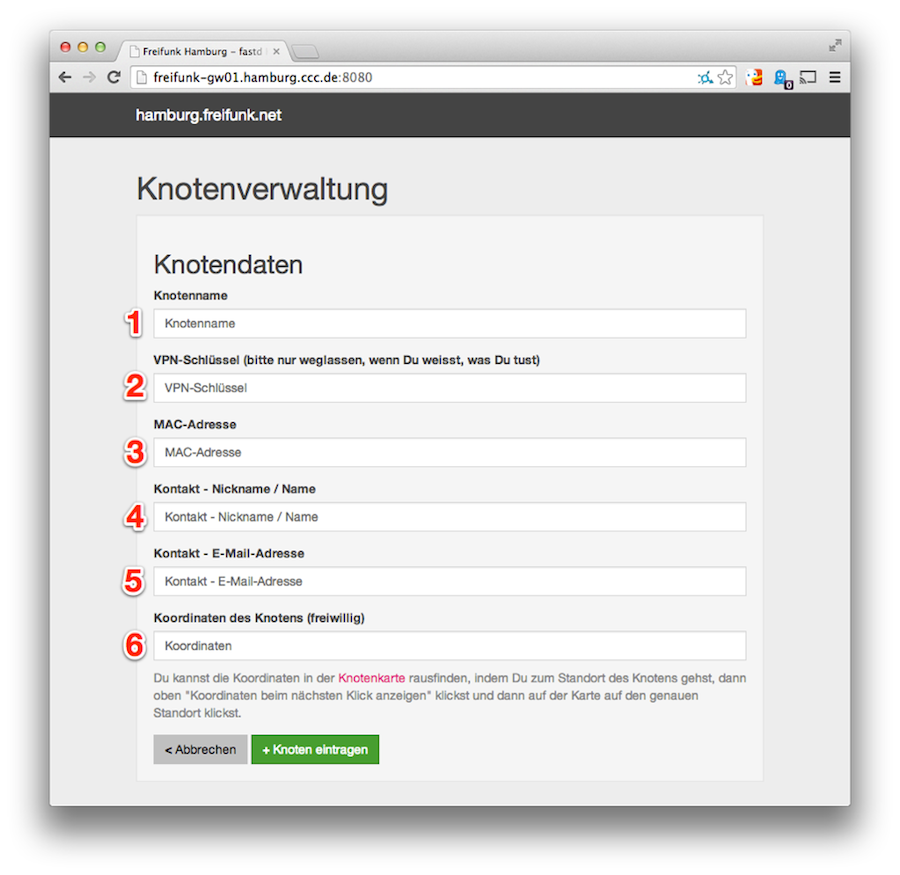 Freifunk Hamburg – fastd
freifunk-gw01.hamburg.ccc.de:8080
0
hamburg.freifunk.net
Knotenverwaltung
Knotendaten
Knotenname
1 Knotenname
VPN-Schlüssel (bitte nur weglassen, wenn Du weisst, was Du tust)
2 VPN-Schlüssel
MAC-Adresse
3 MAC-Adresse
Kontakt - Nickname / Name
4 Kontakt - Nickname / Name
Kontakt - E-Mail-Adresse
5 Kontakt - E-Mail-Adresse
Koordinaten des Knotens (freiwillig)
6 Koordinaten
Du kannst die Koordinaten in der Knotenkarte rausfinden, indem Du zum Standort des Knotens gehst, dann
oben "Koordinaten beim nächsten Klick anzeigen" klickst und dann auf der Karte auf den genauen
Standort klickst.
< Abbrechen + Knoten eintragen